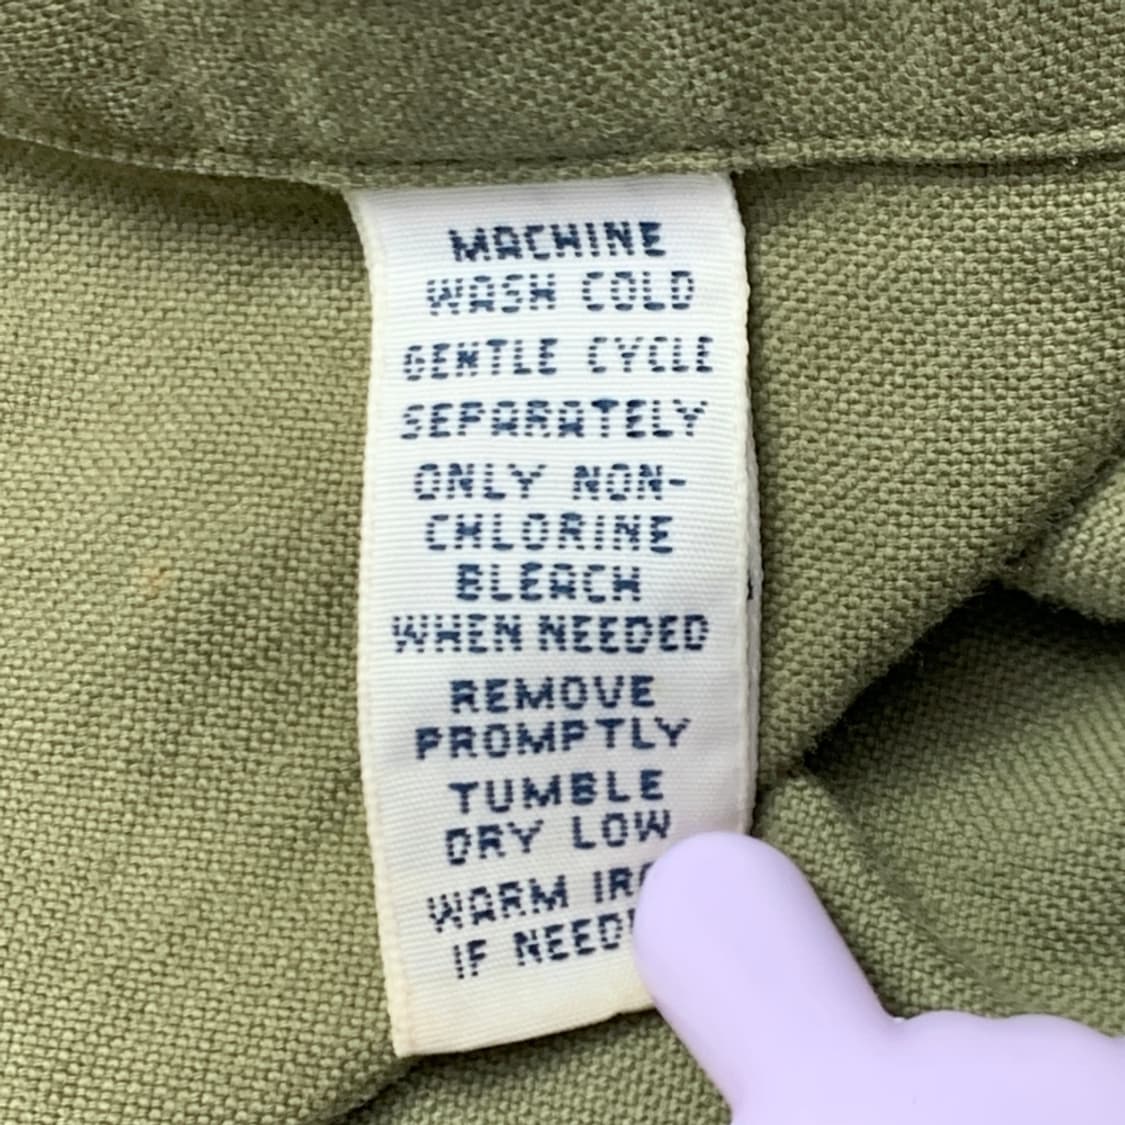 MACHINE
WASH COLD
GENTLE CYCLE
SEPARATELY
ONLY NON-
CHLORINE
BLEACH
WHEN NEEDED
REMOVE
PROMPTLY
TUMBLE
DRY LOW
WARM
IF